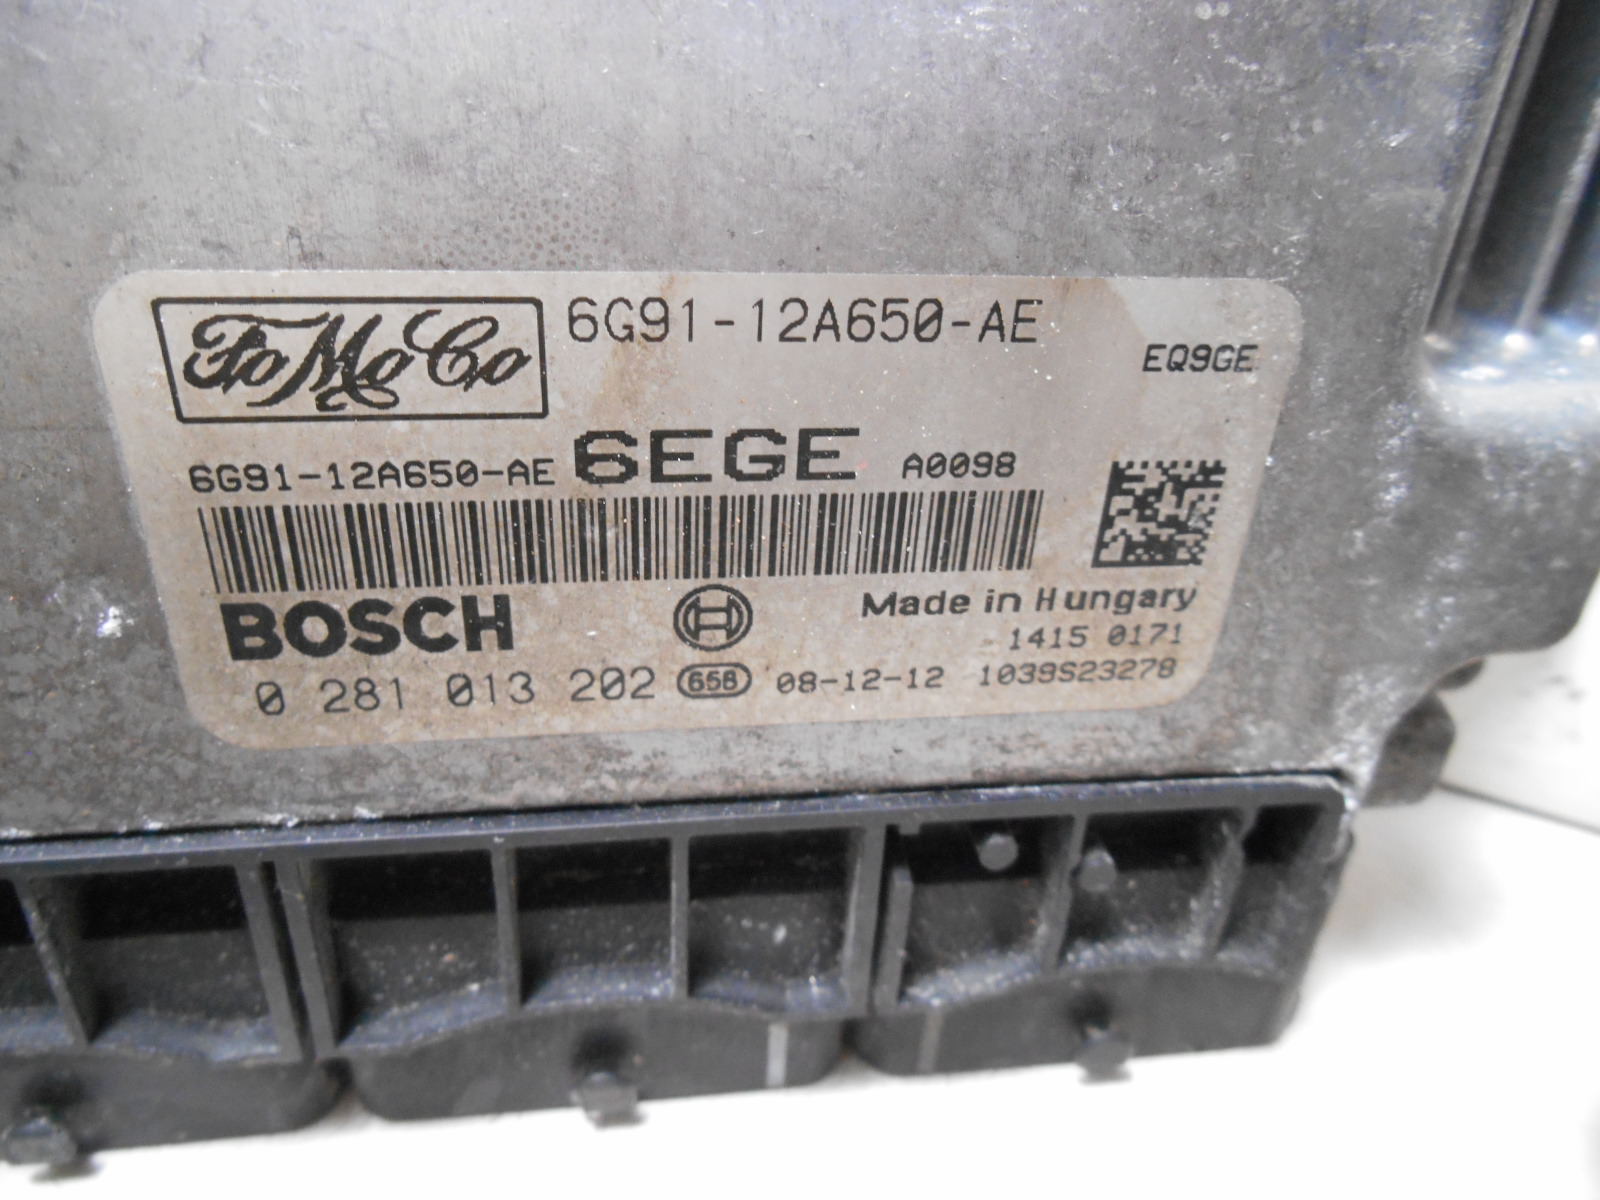 FoMoCo 6G91-12A650-AE
EQ9GE
6G91-12A650-AE 6EGE A0098
BOSCH
Made in Hungary
1415 0171
0 281 013 202 658 08-12-12 1039S23278